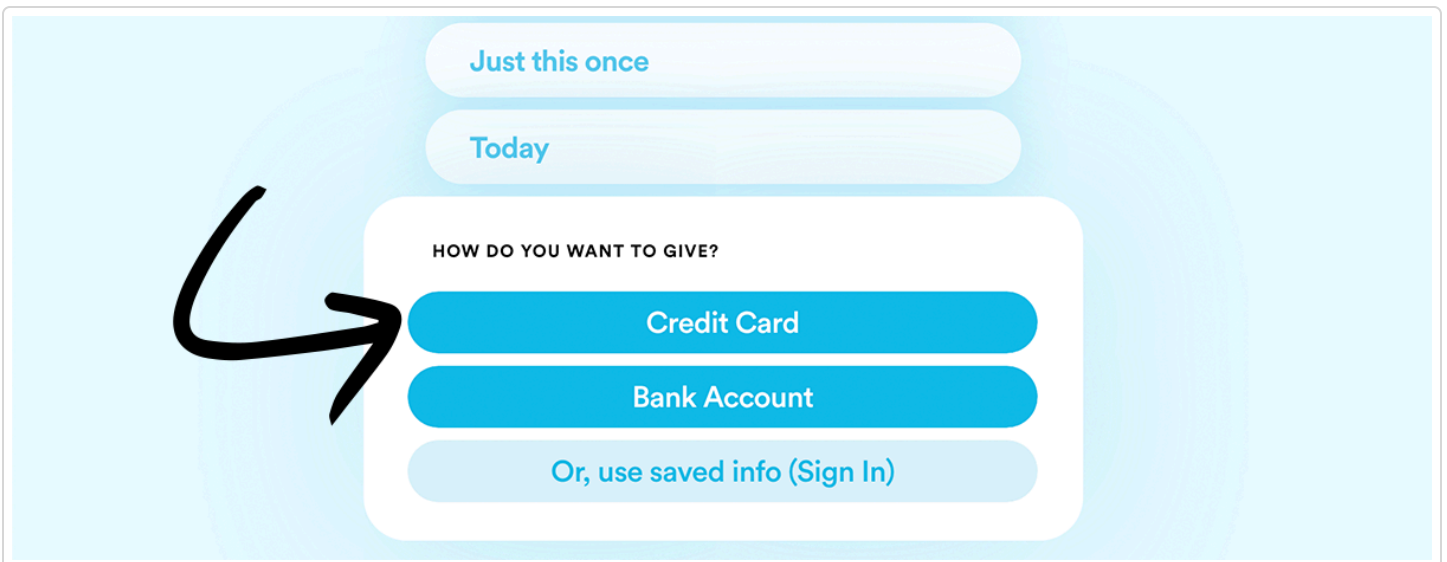 Just this once
Today
HOW DO YOU WANT TO GIVE?
Credit Card
Bank Account
Or, use saved info (Sign In)